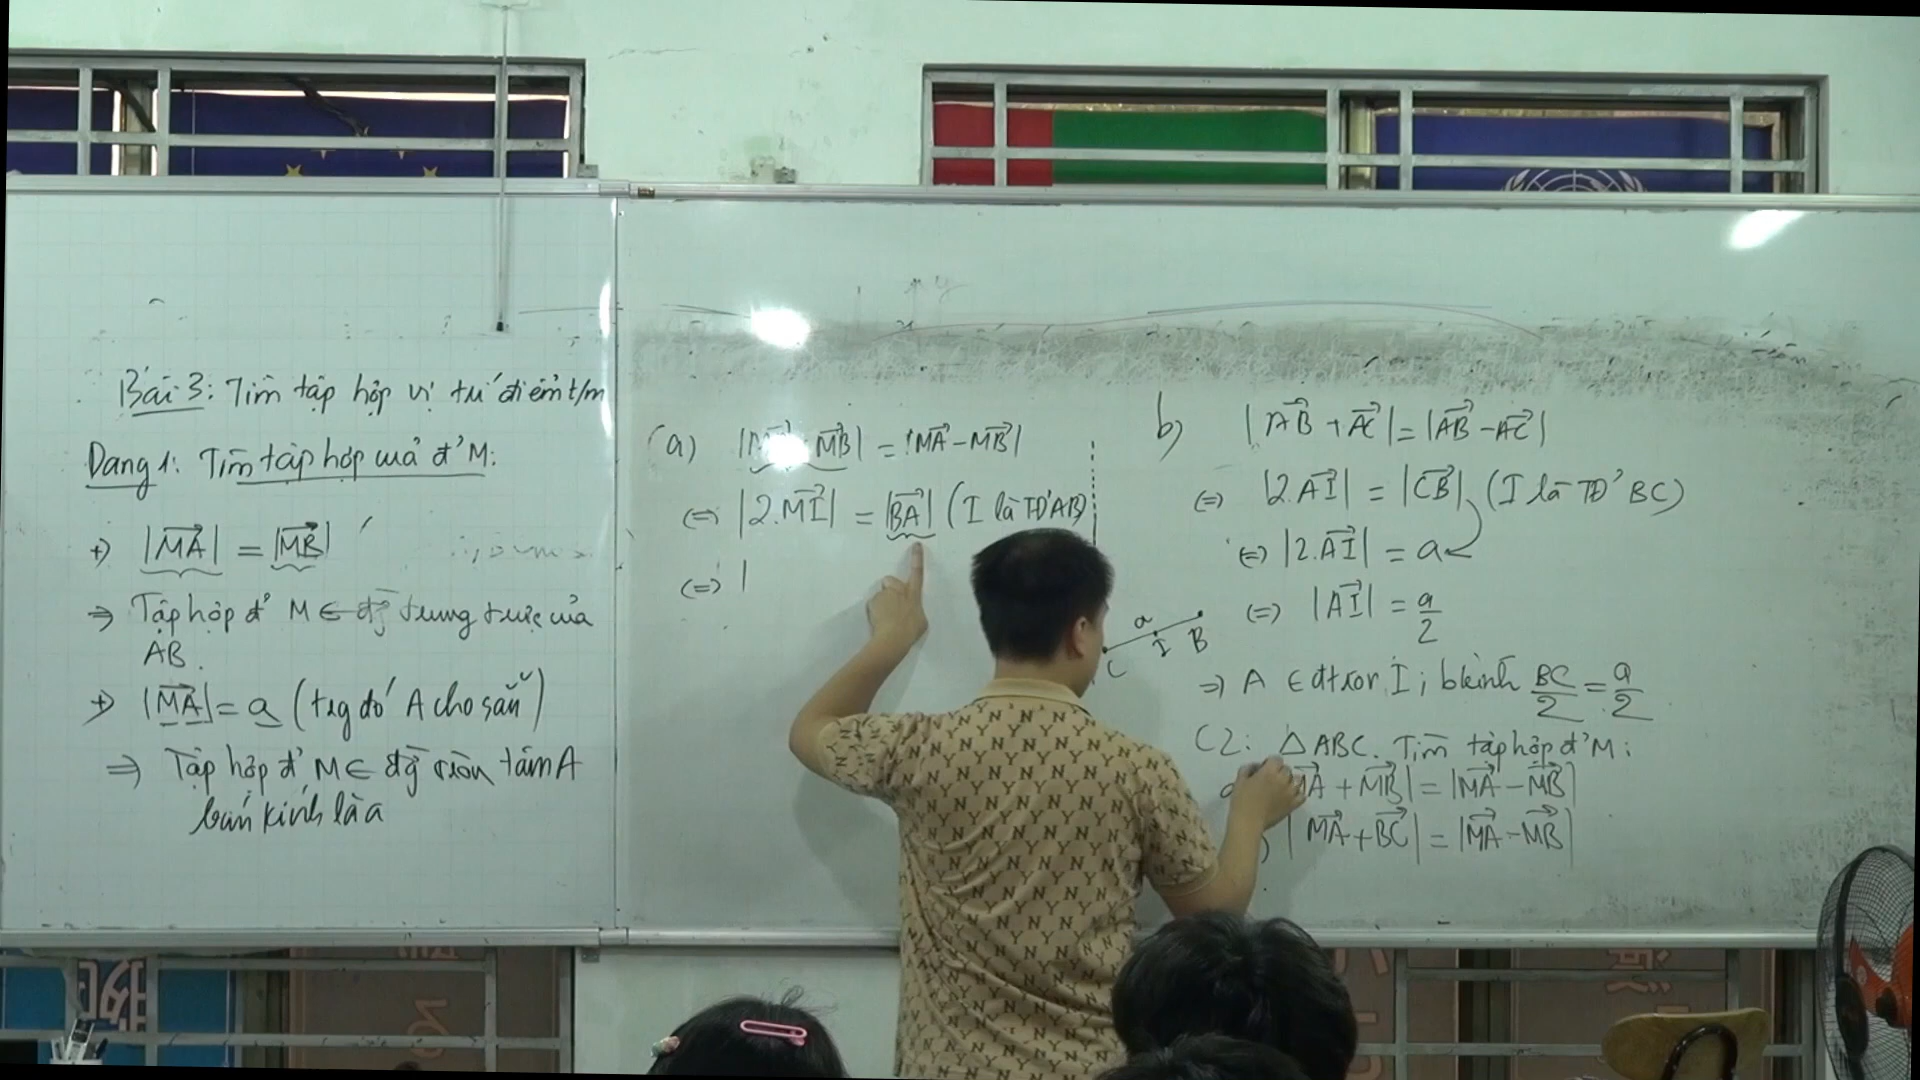 Bài 3: Tìm tập hợp vị trí điểm t/m
Dạng 1: Tìm tập hợp của đ' M:
+) |MA| = |MB|
=> Tập hợp đ' M ∈ đg trung trực của
AB.
+) |MA| = a (trg đó A cho sẵn)
=> Tập hợp đ' M ∈ đg tròn tâm A
bán kính là a
a) MB| = |MA - MB|
<=> |2.MI| = |BA| (I là TĐ' AB)
<=> |
b) |AB + AC| = |AB - AC|
<=> |2.AI| = |CB| (I là TĐ' BC)
<=> |2.AI| = a
<=> |AI| = a/2
a
C I B
=> A ∈ đtròn I; bkính BC/2 = a/2
C2: △ABC. Tìm tập hợp đ' M:
MA + MB| = |MA - MB|
) |MA + BC| = |MA - MB|